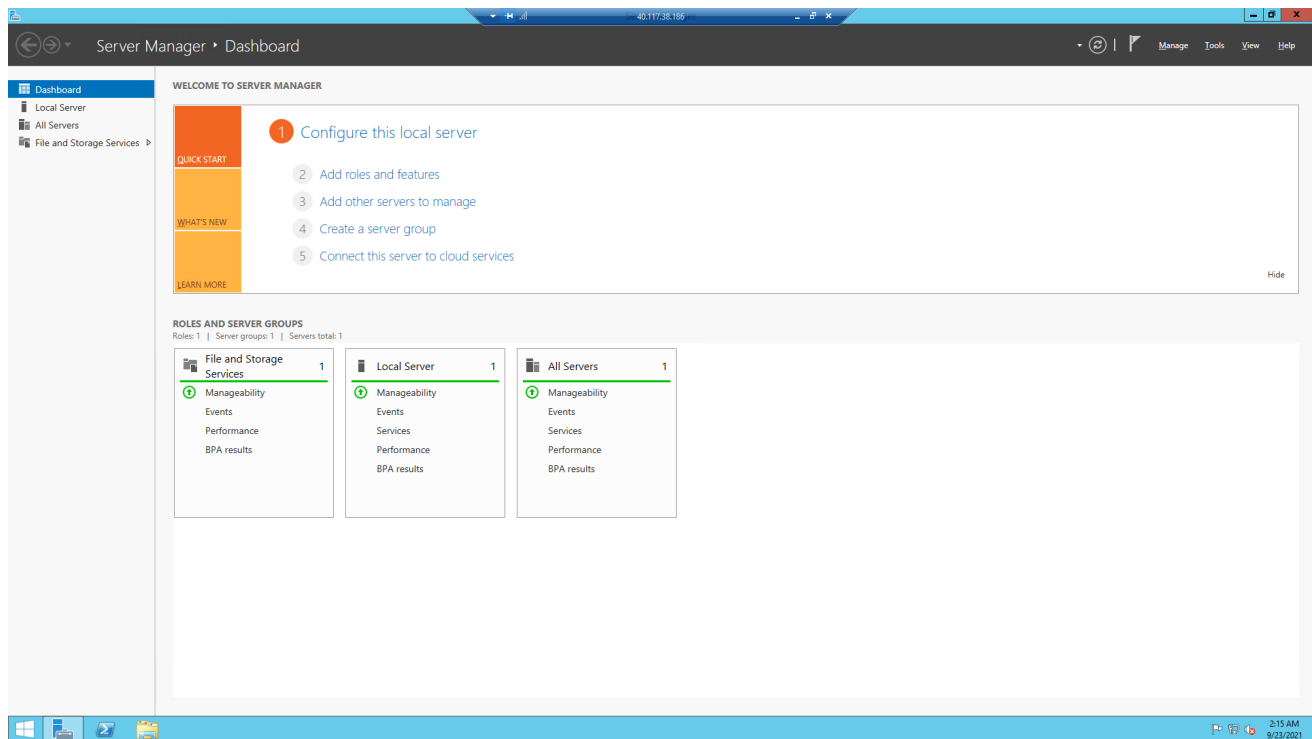 40.117.38.186
Server Manager ‣ Dashboard
Manage Tools View Help
Dashboard
Local Server
All Servers
File and Storage Services
WELCOME TO SERVER MANAGER
QUICK START
WHAT'S NEW
LEARN MORE
1 Configure this local server
2 Add roles and features
3 Add other servers to manage
4 Create a server group
5 Connect this server to cloud services
Hide
ROLES AND SERVER GROUPS
Roles: 1 | Server groups: 1 | Servers total: 1
File and Storage
Services 1
Manageability
Events
Performance
BPA results
Local Server 1
Manageability
Events
Services
Performance
BPA results
All Servers 1
Manageability
Events
Services
Performance
BPA results
2:15 AM
9/23/2021